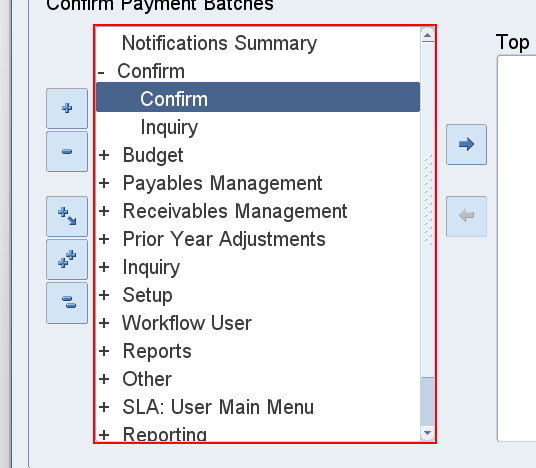 Confirm Payment Batches
Notifications Summary
- Confirm
Confirm
Inquiry
+ Budget
+ Payables Management
+ Receivables Management
+ Prior Year Adjustments
+ Inquiry
+ Setup
+ Workflow User
+ Reports
+ Other
+ SLA: User Main Menu
+ Reporting
Top